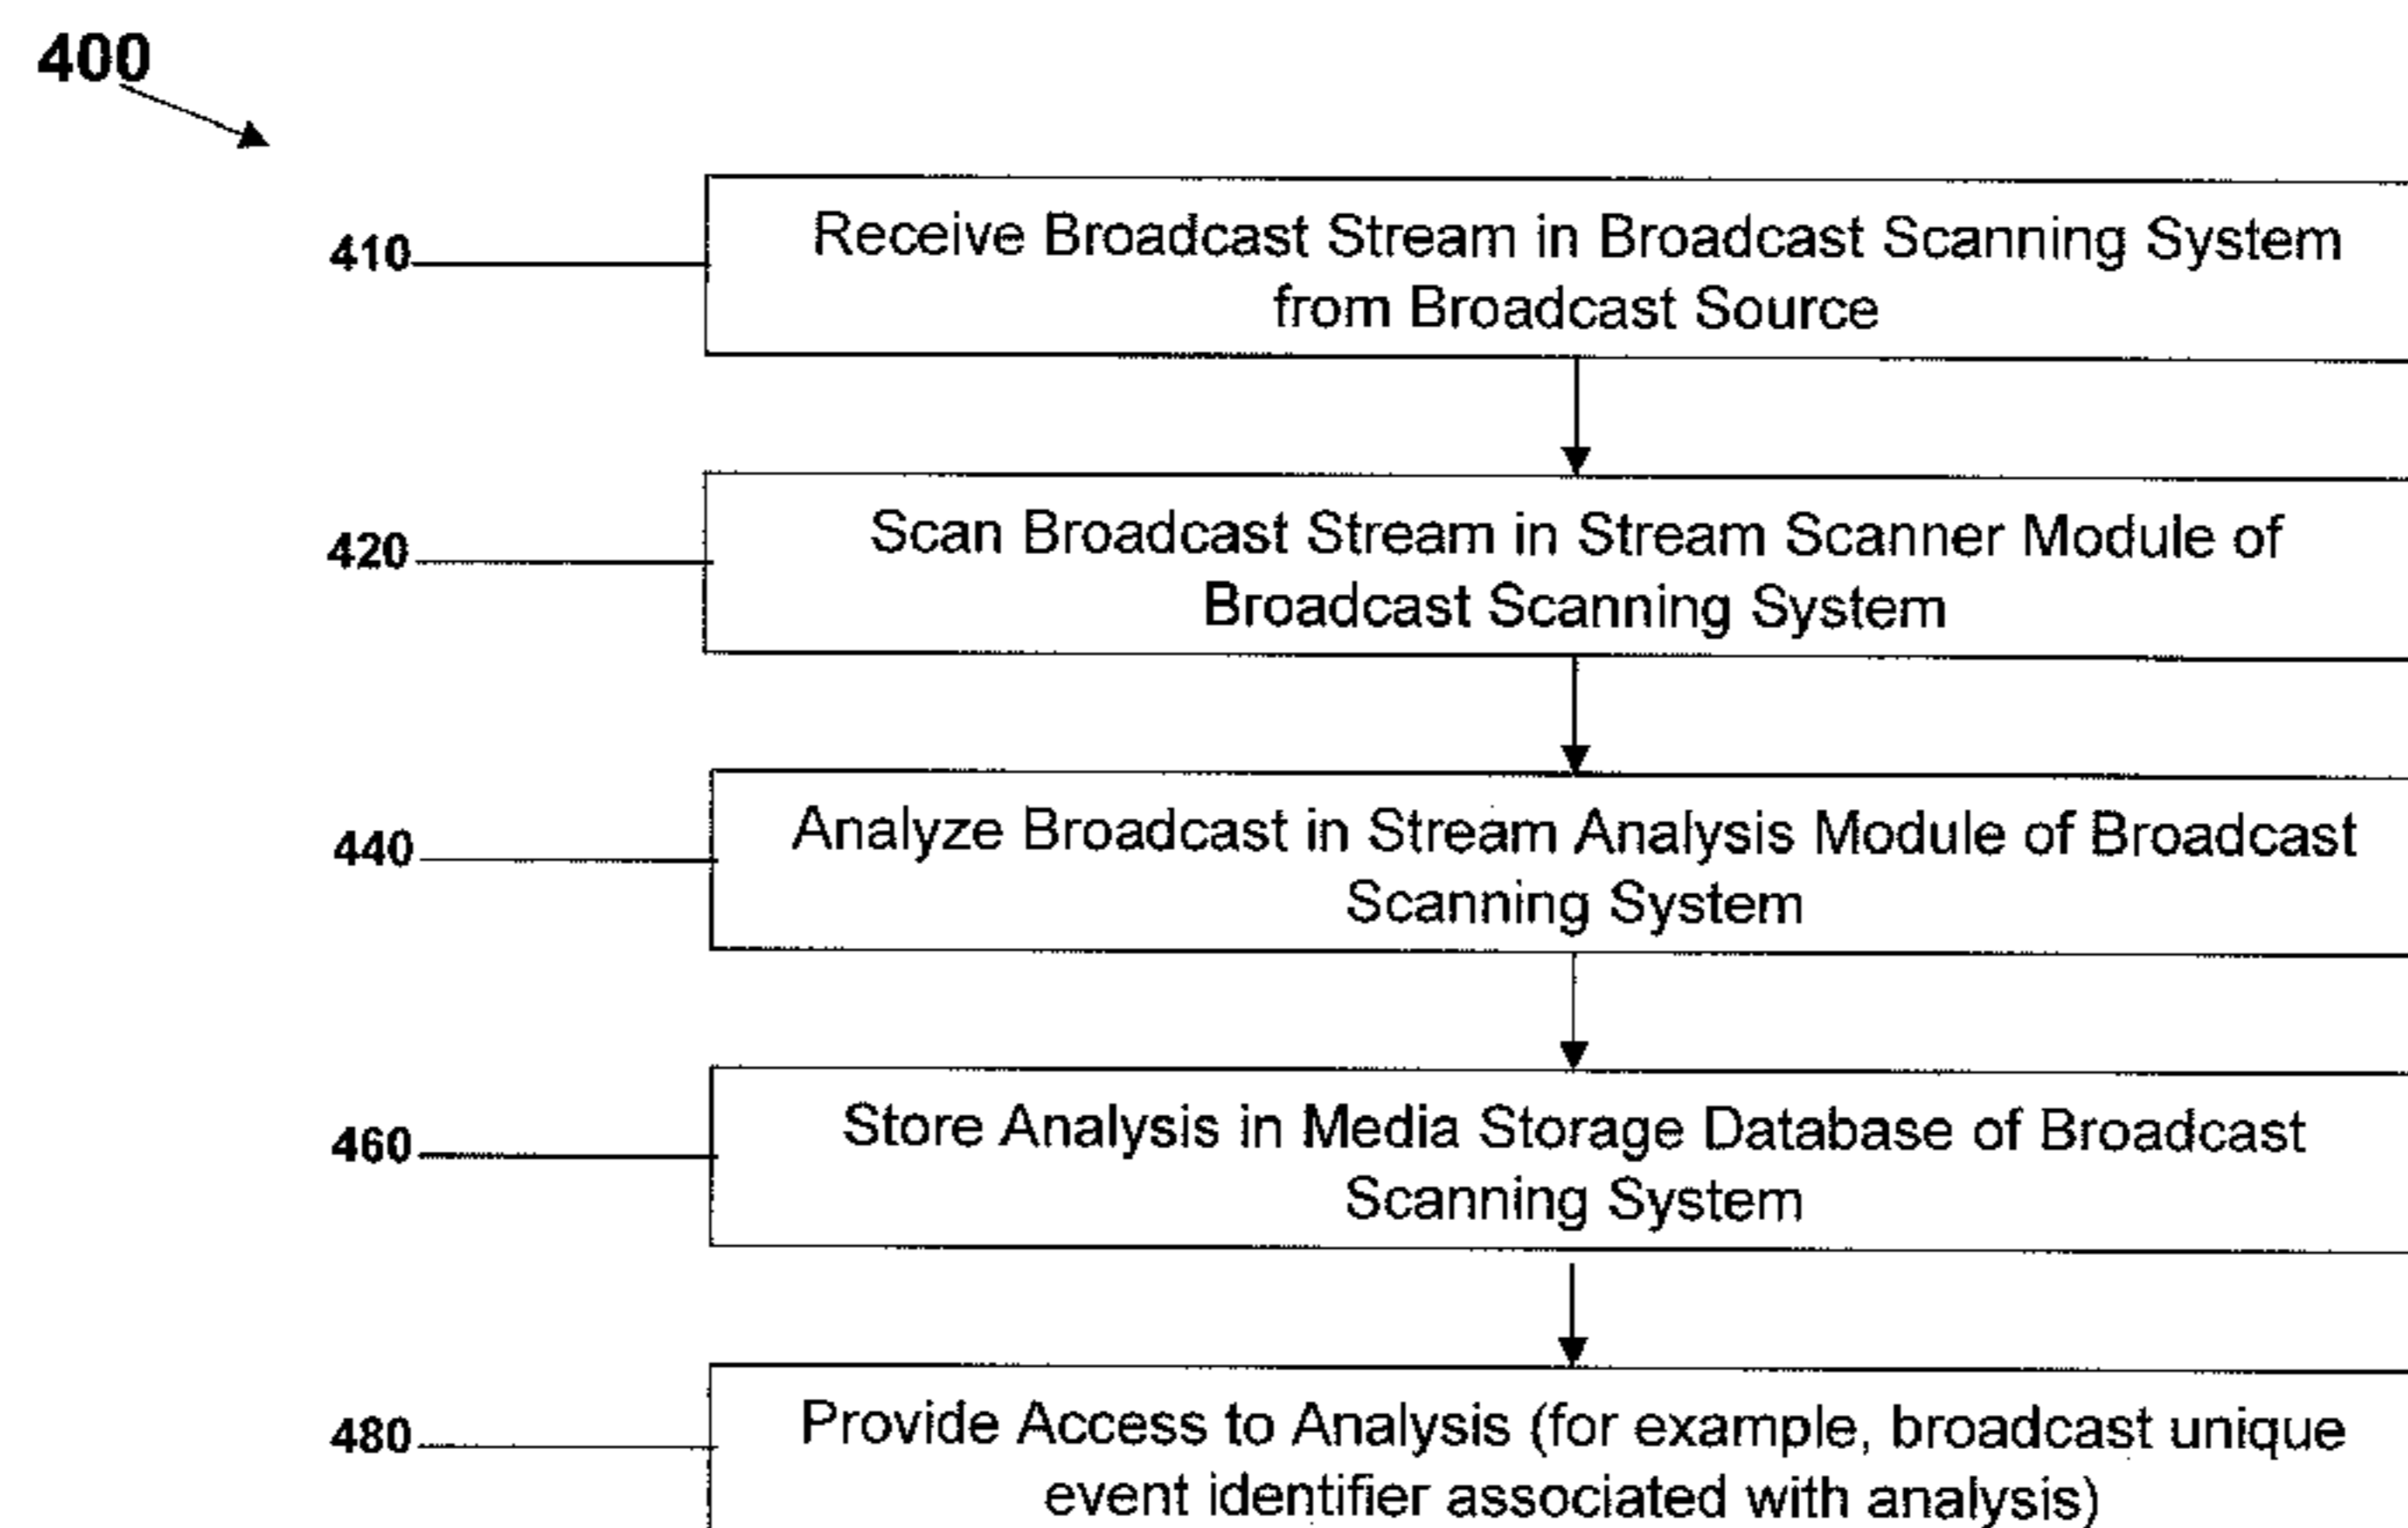 400
410
Receive Broadcast Stream in Broadcast Scanning System
from Broadcast Source
420
Scan Broadcast Stream in Stream Scanner Module of
Broadcast Scanning System
440
Analyze Broadcast in Stream Analysis Module of Broadcast
Scanning System
460
Store Analysis in Media Storage Database of Broadcast
Scanning System
480
Provide Access to Analysis (for example, broadcast unique
event identifier associated with analysis)